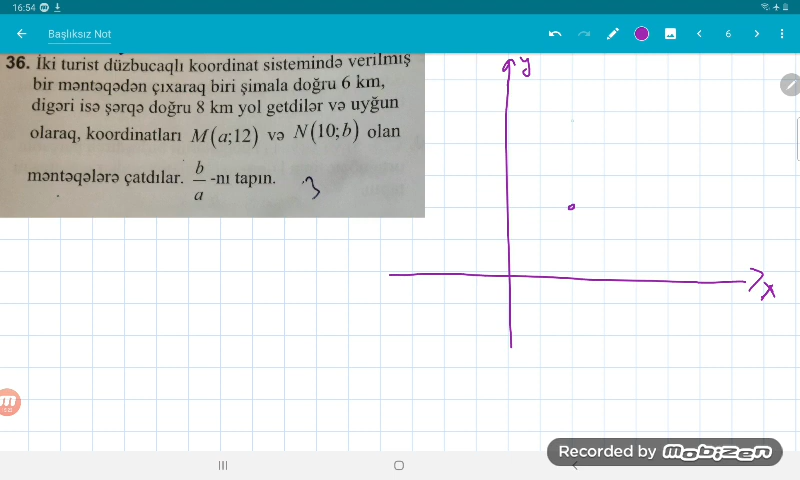 16:54
Başlıksız Not
6
36. İki turist düzbucaqlı koordinat sistemində verilmiş
bir məntəqədən çıxaraq biri şimala doğru 6 km,
digəri isə şərqə doğru 8 km yol getdilər və uyğun
olaraq, koordinatları M(a;12) və N(10;b) olan
məntəqələrə çatdılar. b/a -nı tapın. 3
y
x
Recorded by mobizen